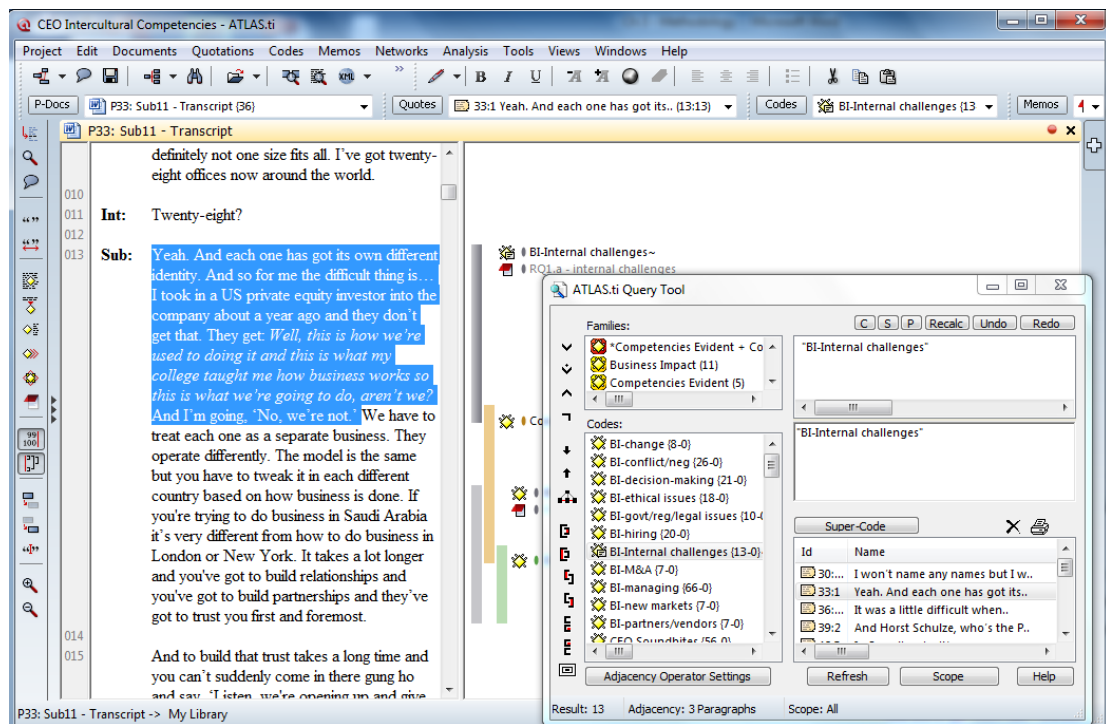 CEO Intercultural Competencies - ATLAS.ti
Project Edit Documents Quotations Codes Memos Networks Analysis Tools Views Windows Help
XML B I U
P-Docs P33: Sub11 - Transcript {36} Quotes 33:1 Yeah. And each one has got its.. (13:13) Codes BI-Internal challenges {13 Memos
P33: Sub11 - Transcript
definitely not one size fits all. I've got twenty-
eight offices now around the world.
010
011 Int: Twenty-eight?
012
013 Sub: Yeah. And each one has got its own different
identity. And so for me the difficult thing is…
I took in a US private equity investor into the
company about a year ago and they don't
get that. They get: Well, this is how we're
used to doing it and this is what my
college taught me how business works so
this is what we're going to do, aren't we?
And I'm going, 'No, we're not.' We have to
treat each one as a separate business. They
operate differently. The model is the same
but you have to tweak it in each different
country based on how business is done. If
you're trying to do business in Saudi Arabia
it's very different from how to do business in
London or New York. It takes a lot longer
and you've got to build relationships and
you've got to build partnerships and they've
got to trust you first and foremost.
014
015 And to build that trust takes a long time and
you can't suddenly come in there gung ho
and say, 'Listen, we're opening up and give
BI-Internal challenges~
RQ1.a - internal challenges
Co
ATLAS.ti Query Tool
Families:
*Competencies Evident + Co
Business Impact (11)
Competencies Evident (5)
Codes:
BI-change {8-0}
BI-conflict/neg {26-0}
BI-decision-making {21-0}
BI-ethical issues {18-0}
BI-govt/reg/legal issues {10-0
BI-hiring {20-0}
BI-Internal challenges {13-0}
BI-M&A {7-0}
BI-managing {66-0}
BI-new markets {7-0}
BI-partners/vendors {7-0}
CEO Soundbites {56-0}
Adjacency Operator Settings
C S P Recalc Undo Redo
"BI-Internal challenges"
"BI-Internal challenges"
Super-Code
Id Name
30:... I won't name any names but I w..
33:1 Yeah. And each one has got its..
36:... It was a little difficult when..
39:2 And Horst Schulze, who's the P..
Refresh Scope Help
Result: 13 Adjacency: 3 Paragraphs Scope: All
P33: Sub11 - Transcript -> My Library